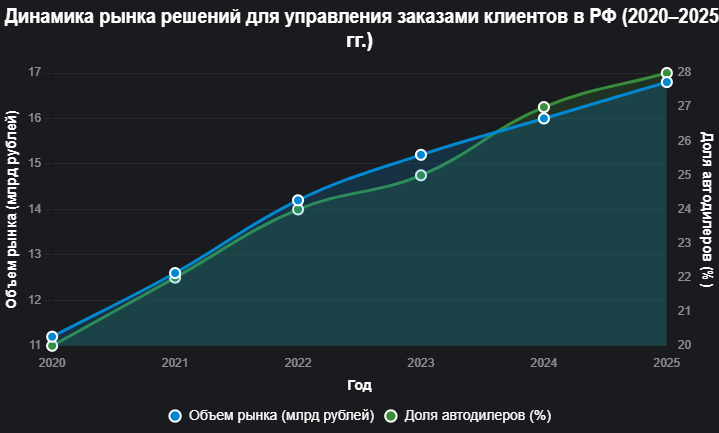 Динамика рынка решений для управления заказами клиентов в РФ (2020–2025
гг.)
17
16
15
14
13
12
11
Объем рынка (млрд рублей)
28
27
26
25
24
23
22
21
20
Доля автодилеров (%)
2020 2021 2022 2023 2024 2025
Год
Объем рынка (млрд рублей) Доля автодилеров (%)